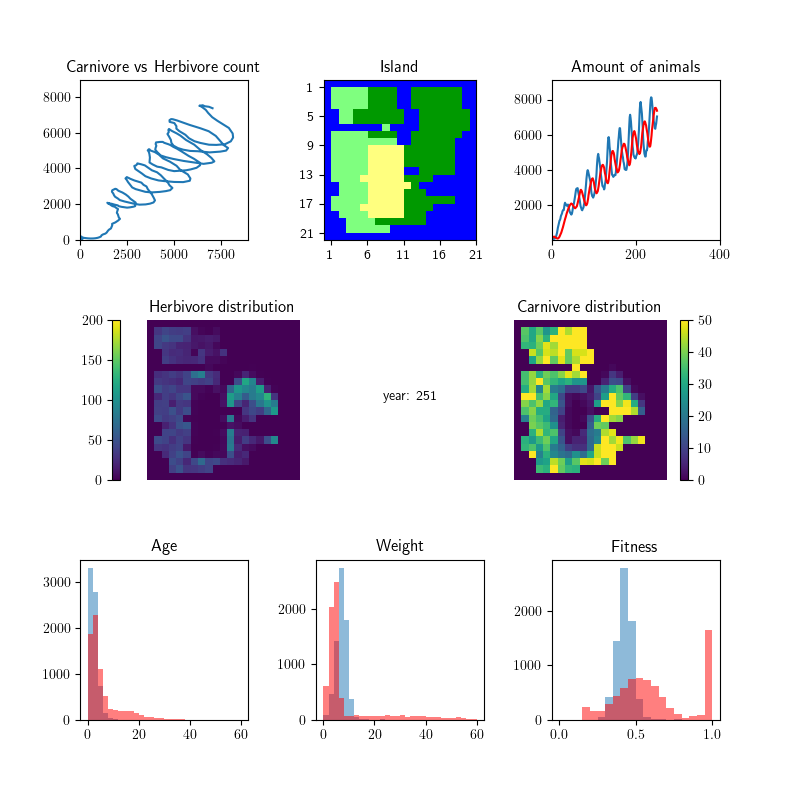 Carnivore vs Herbivore count
8000
6000
4000
2000
0
0 2500 5000 7500
Island
1
5
9
13
17
21
1 6 11 16 21
Amount of animals
8000
6000
4000
2000
0 200 400
Herbivore distribution
200
150
100
50
0
year: 251
Carnivore distribution
50
40
30
20
10
0
Age
3000
2000
1000
0
0 20 40 60
Weight
2000
1000
0
0 20 40 60
Fitness
2000
1000
0
0.0 0.5 1.0